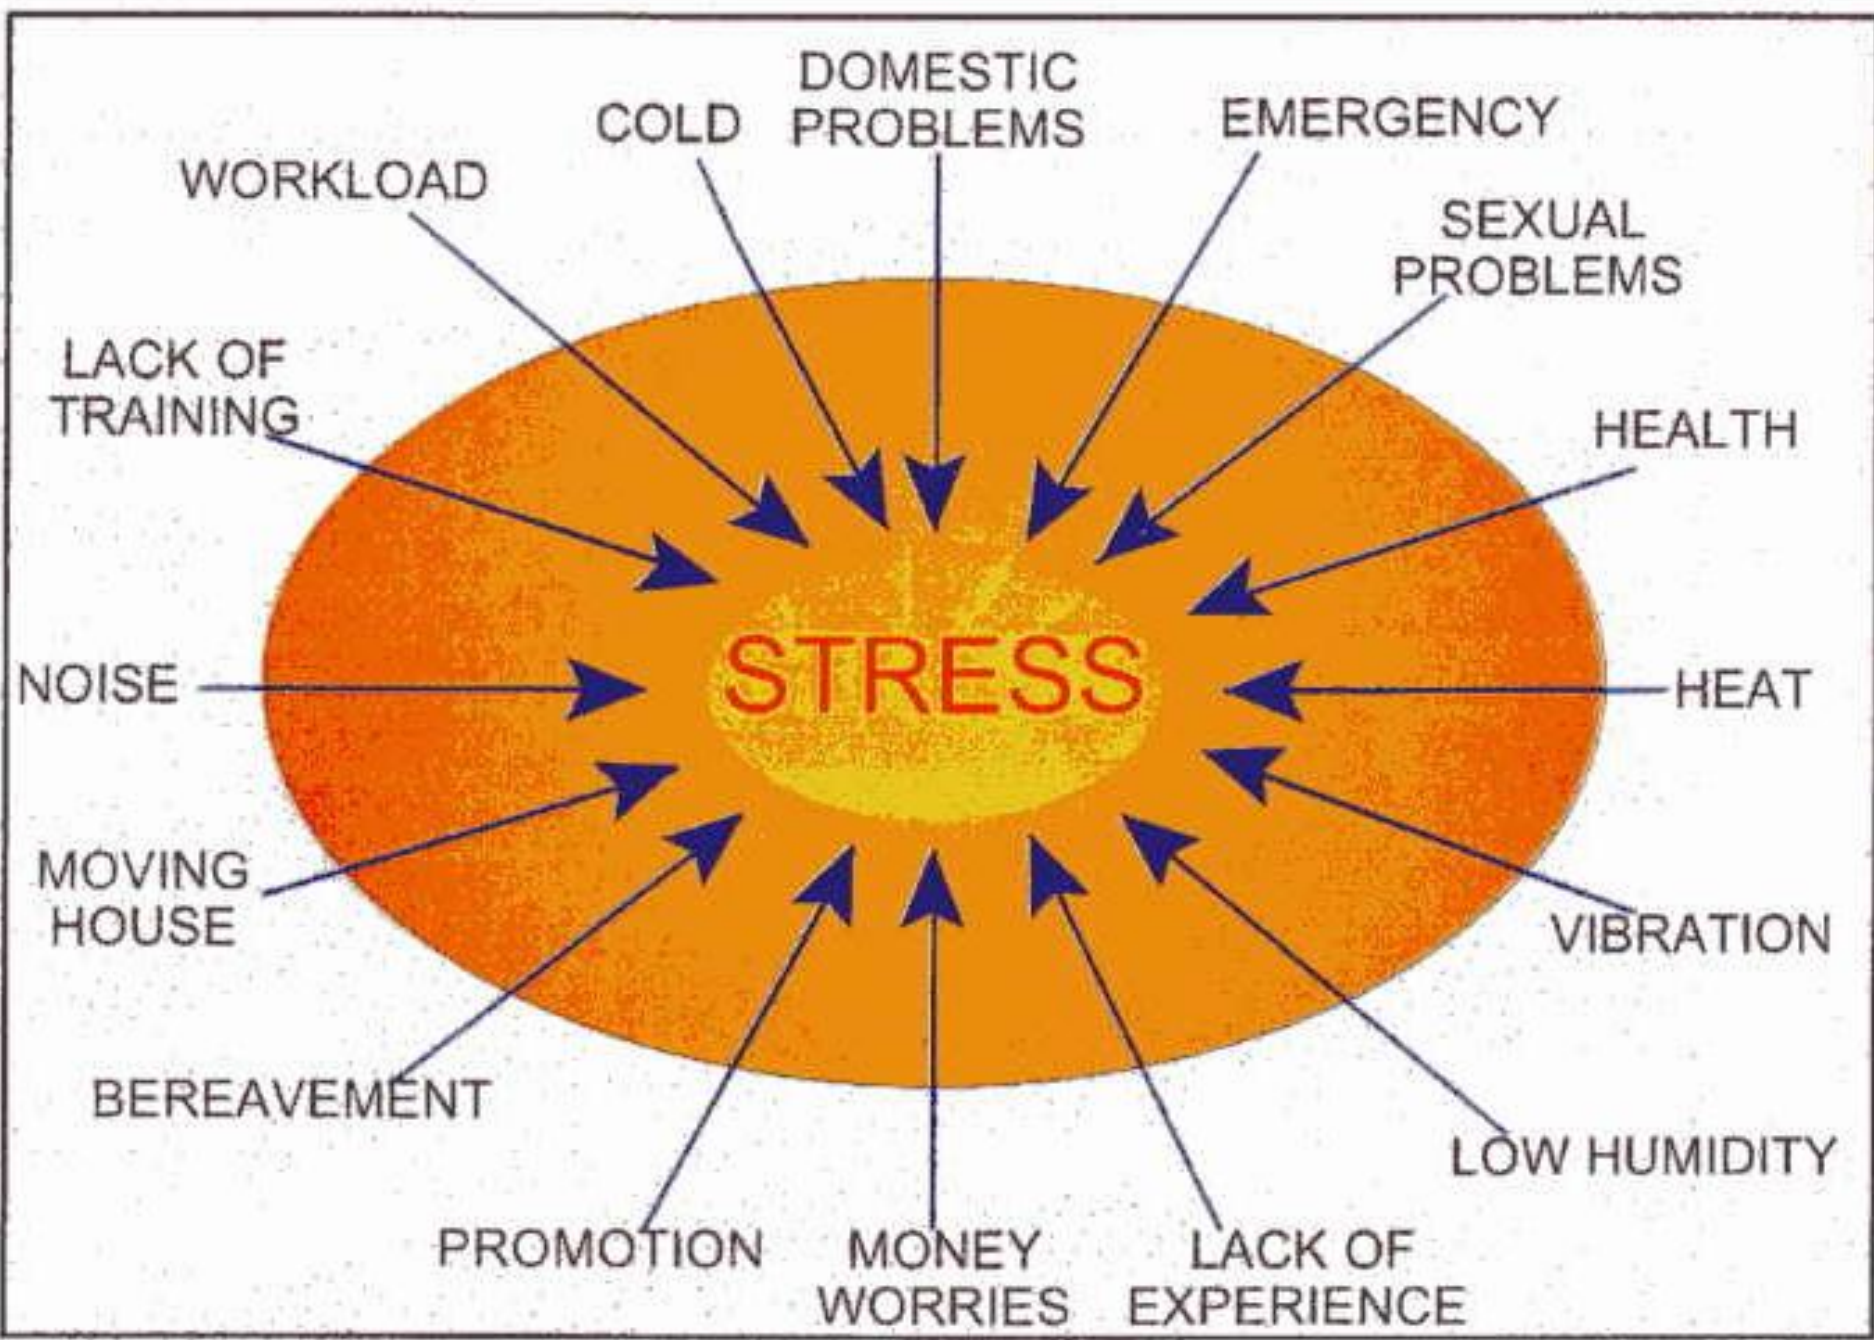 DOMESTIC
PROBLEMS
COLD
EMERGENCY
WORKLOAD
SEXUAL
PROBLEMS
LACK OF
TRAINING
HEALTH
STRESS
NOISE
HEAT
MOVING
HOUSE
VIBRATION
BEREAVEMENT
LOW HUMIDITY
PROMOTION
MONEY
WORRIES
LACK OF
EXPERIENCE